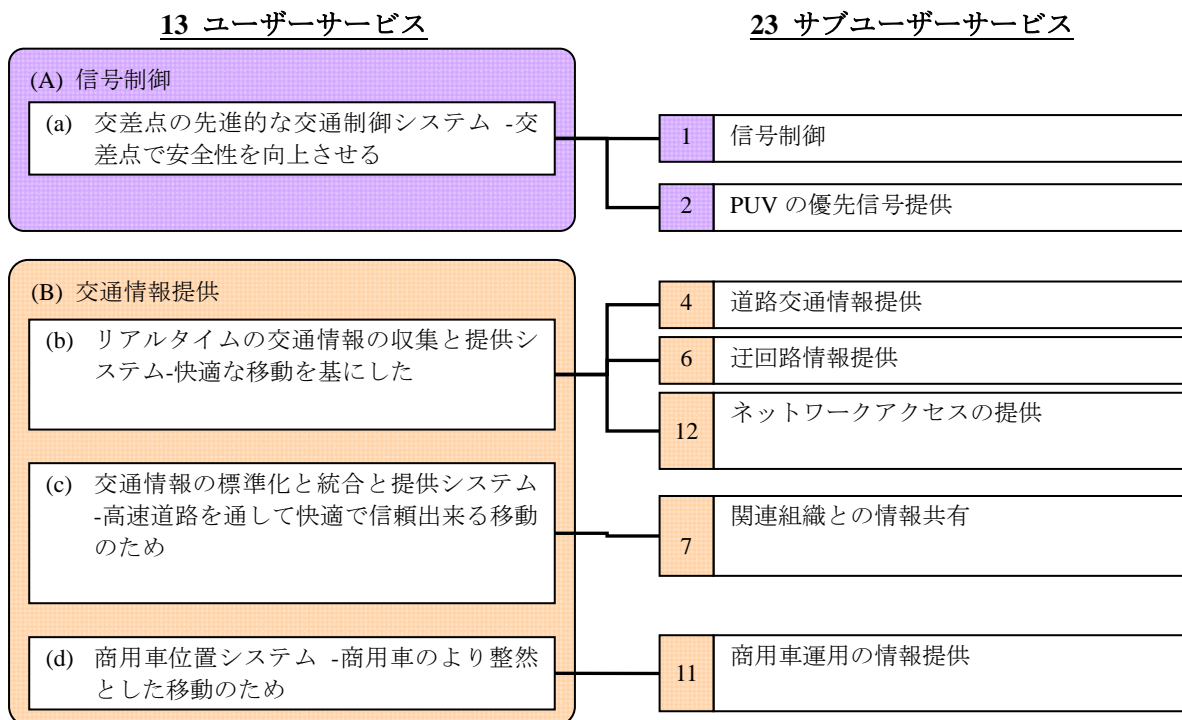 13 ユーザーサービス
23 サブユーザーサービス
(A) 信号制御
(a) 交差点の先進的な交通制御システム -交
差点で安全性を向上させる
1 信号制御
2 PUV の優先信号提供
(B) 交通情報提供
(b) リアルタイムの交通情報の収集と提供シ
ステム-快適な移動を基にした
4 道路交通情報提供
6 迂回路情報提供
12 ネットワークアクセスの提供
(c) 交通情報の標準化と統合と提供システム
-高速道路を通して快適で信頼出来る移動
のため
7 関連組織との情報共有
(d) 商用車位置システム -商用車のより整然
とした移動のため
11 商用車運用の情報提供